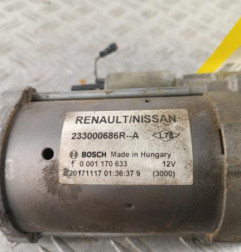 RENAULT/NISSAN
233000686R--A <L78>
BOSCH Made in Hungary
F 0 001 170 633 12V
20171117 01:36:37 9 (3000)